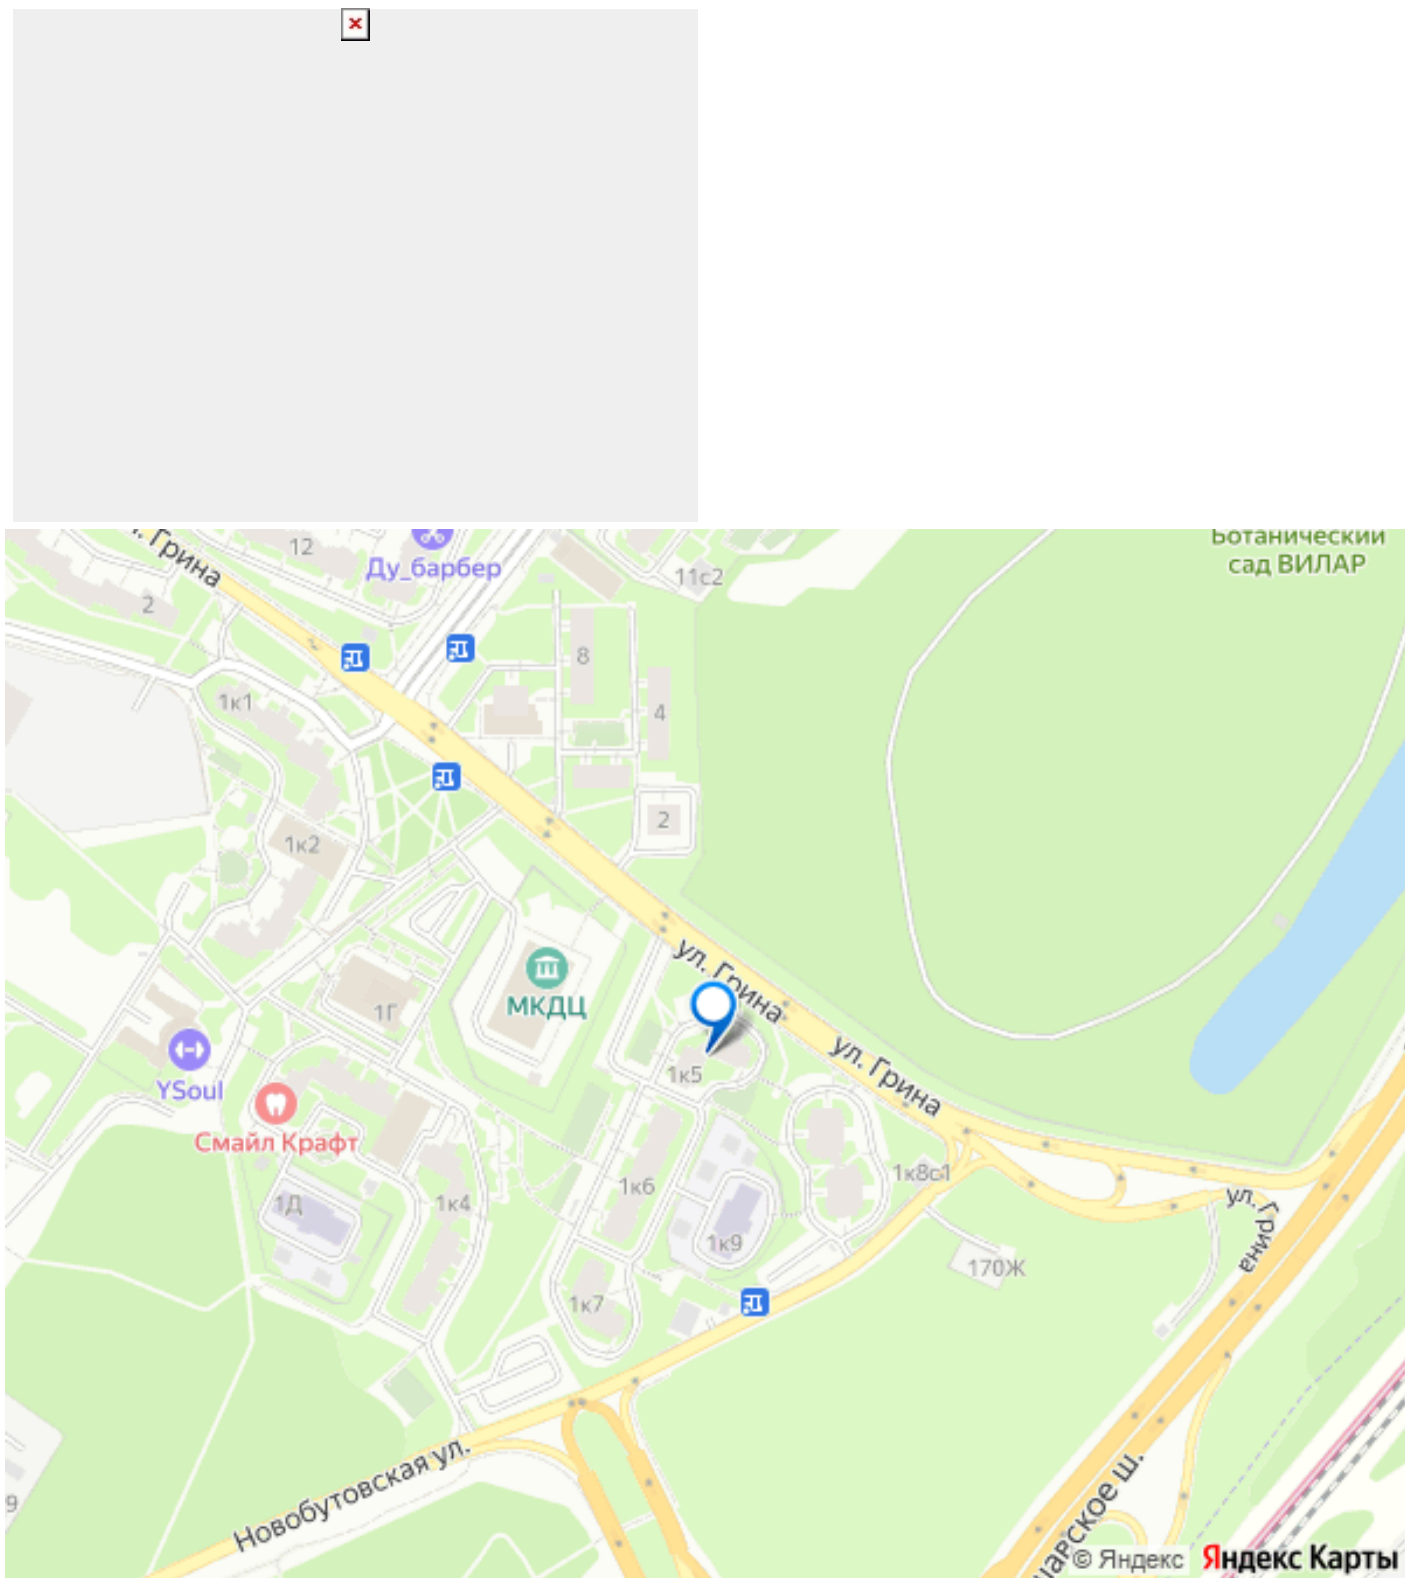 л. Грина
12
Ду_барбер
Ботанический
сад ВИЛАР
11с2
2
8
1к1
4
1к2
2
ул. Грина
МКДЦ
1Г
ул. Грина
1к5
YSoul
Смайл Крафт
1к8с1
1к6
1Д
1к4
ул. Грина
1к9
170Ж
1к7
Новобутовская ул.
9
шарское ш.
© Яндекс
Яндекс Карты